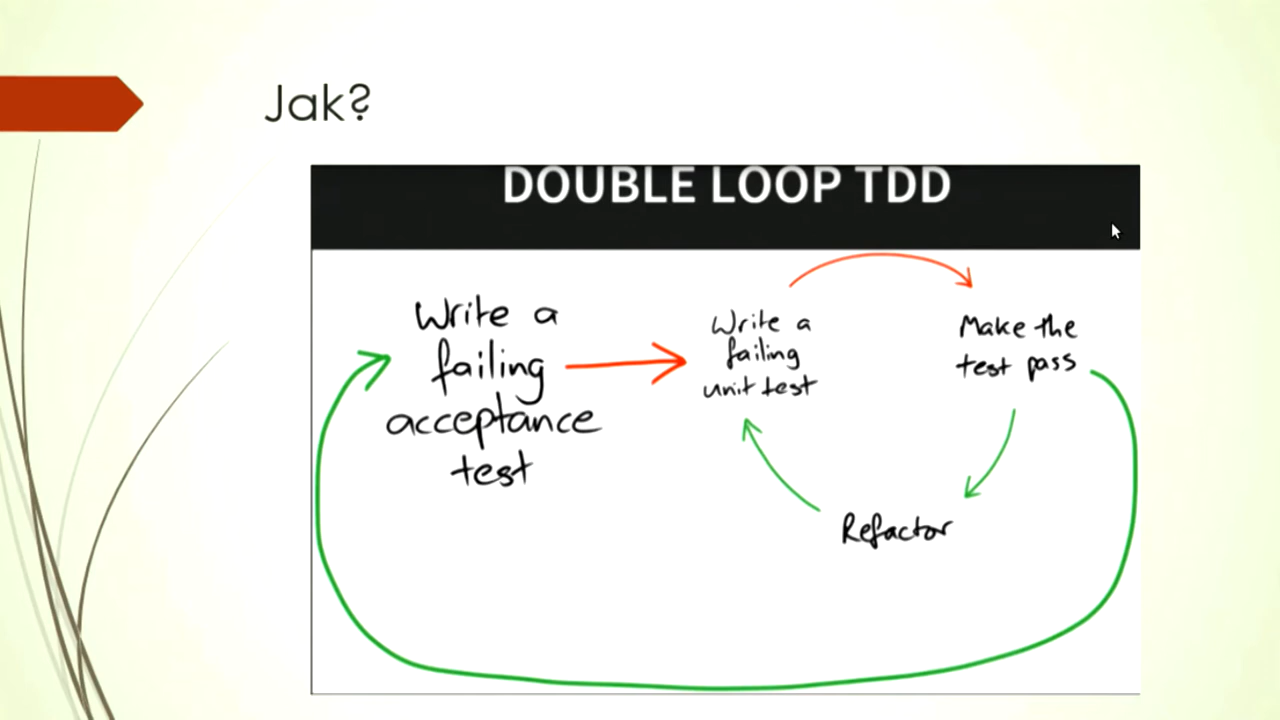 Jak?
DOUBLE LOOP TDD
Write a
failing
acceptance
test
Write a
failing
unit test
Make the
test pass
Refactor